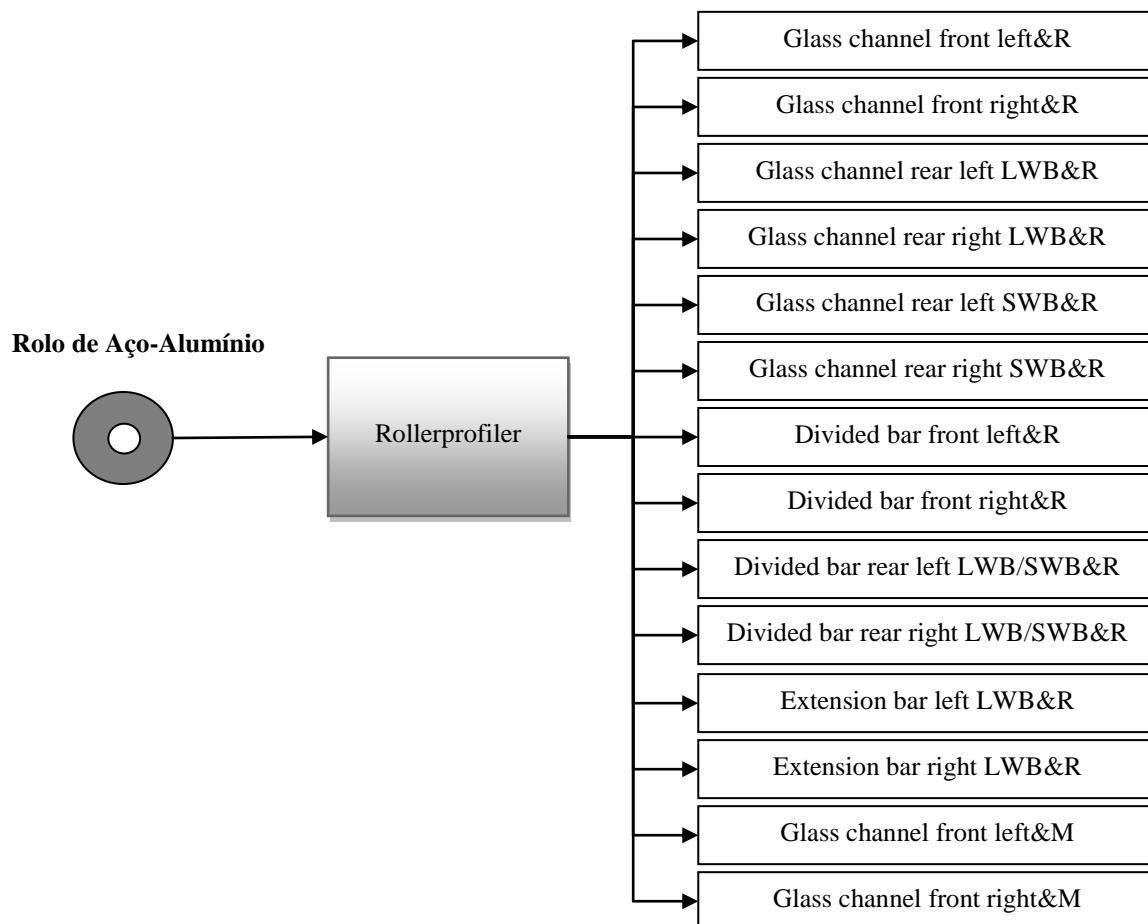 Glass channel front left&R
Glass channel front right&R
Glass channel rear left LWB&R
Glass channel rear right LWB&R
Glass channel rear left SWB&R
Rolo de Aço-Alumínio
Glass channel rear right SWB&R
Rollerprofiler
Divided bar front left&R
Divided bar front right&R
Divided bar rear left LWB/SWB&R
Divided bar rear right LWB/SWB&R
Extension bar left LWB&R
Extension bar right LWB&R
Glass channel front left&M
Glass channel front right&M